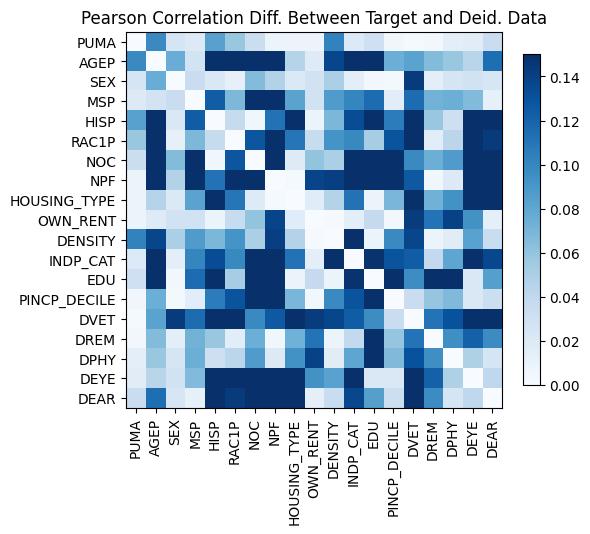 Pearson Correlation Diff. Between Target and Deid. Data
PUMA
AGEP
SEX
MSP
HISP
RAC1P
NOC
NPF
HOUSING_TYPE
OWN_RENT
DENSITY
INDP_CAT
EDU
PINCP_DECILE
DVET
DREM
DPHY
DEYE
DEAR
PUMA
AGEP
SEX
MSP
HISP
RAC1P
NOC
NPF
HOUSING_TYPE
OWN_RENT
DENSITY
INDP_CAT
EDU
PINCP_DECILE
DVET
DREM
DPHY
DEYE
DEAR
0.14
0.12
0.10
0.08
0.06
0.04
0.02
0.00